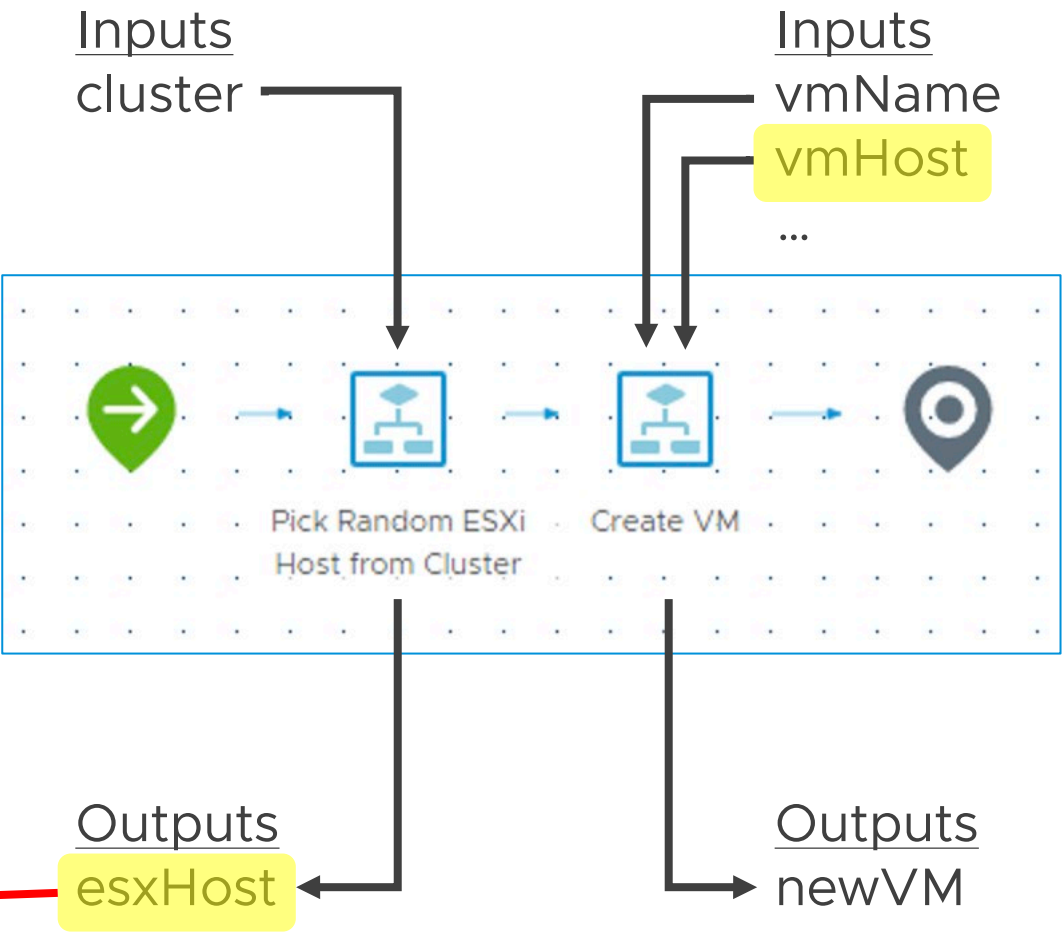 Inputs
cluster
Inputs
vmName
vmHost
...
Pick Random ESXi
Host from Cluster
Create VM
Outputs
esxHost
Outputs
newVM